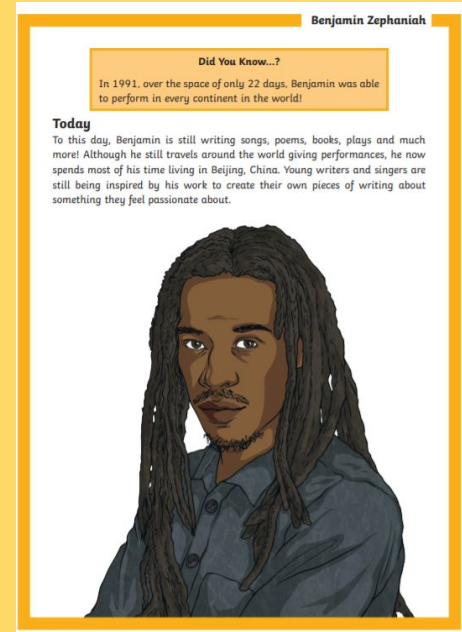 Benjamin Zephaniah
Did You Know...?
In 1991, over the space of only 22 days, Benjamin was able
to perform in every continent in the world!
Today
To this day, Benjamin is still writing songs, poems, books, plays and much
more! Although he still travels around the world giving performances, he now
spends most of his time living in Beijing, China. Young writers and singers are
still being inspired by his work to create their own pieces of writing about
something they feel passionate about.